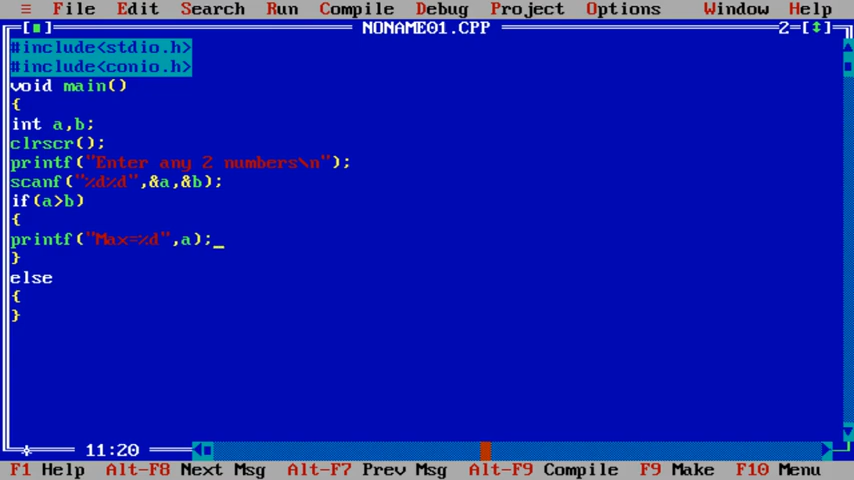 ≡ File Edit Search Run Compile Debug Project Options Window Help
[■] NONAME01.CPP 2=[↕]
#include<stdio.h>
#include<conio.h>
void main()
{
int a,b;
clrscr();
printf("Enter any 2 numbers\n");
scanf("%d%d",&a,&b);
if(a>b)
{
printf("Max=%d",a);_
}
else
{
}
* 11:20
F1 Help Alt-F8 Next Msg Alt-F7 Prev Msg Alt-F9 Compile F9 Make F10 Menu